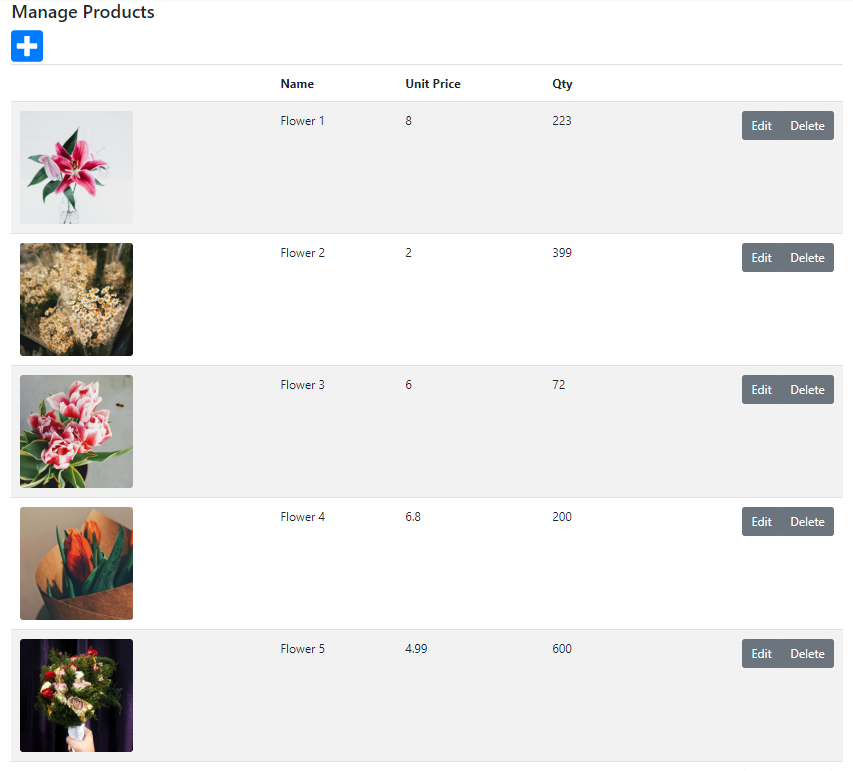 Manage Products
Name Unit Price Qty
Flower 1 8 223 Edit Delete
Flower 2 2 399 Edit Delete
Flower 3 6 72 Edit Delete
Flower 4 6.8 200 Edit Delete
Flower 5 4.99 600 Edit Delete